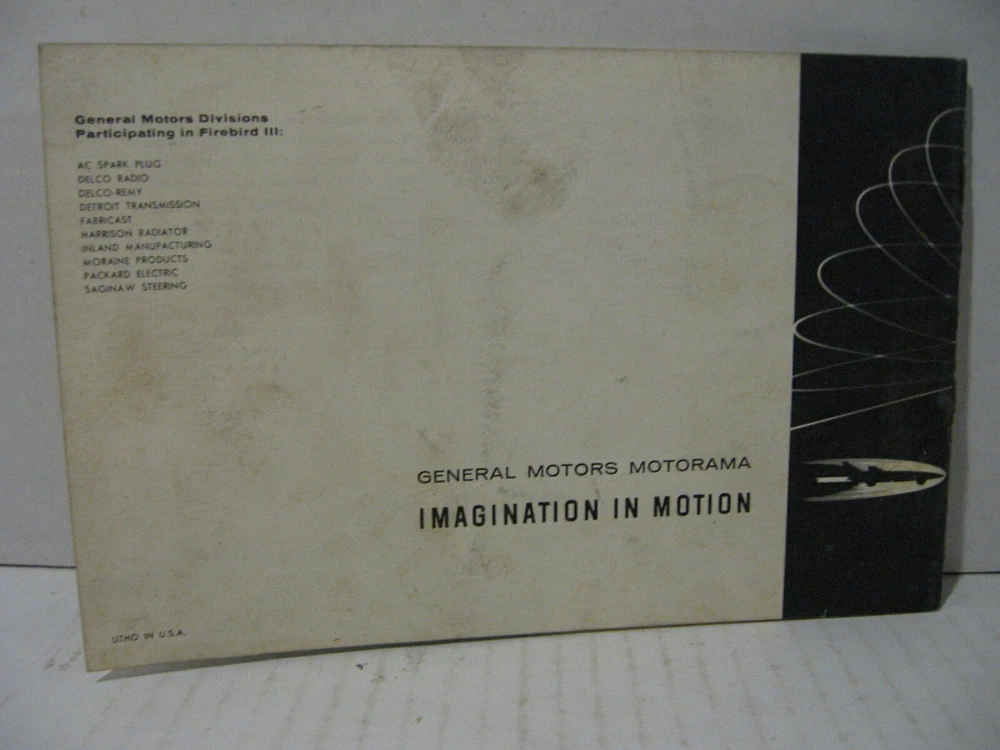 General Motors Divisions
Participating in Firebird III:
AC SPARK PLUG
DELCO RADIO
DELCO-REMY
DETROIT TRANSMISSION
FABRICAST
HARRISON RADIATOR
INLAND MANUFACTURING
MORAINE PRODUCTS
PACKARD ELECTRIC
SAGINAW STEERING
GENERAL MOTORS MOTORAMA
IMAGINATION IN MOTION
LITHO IN U.S.A.